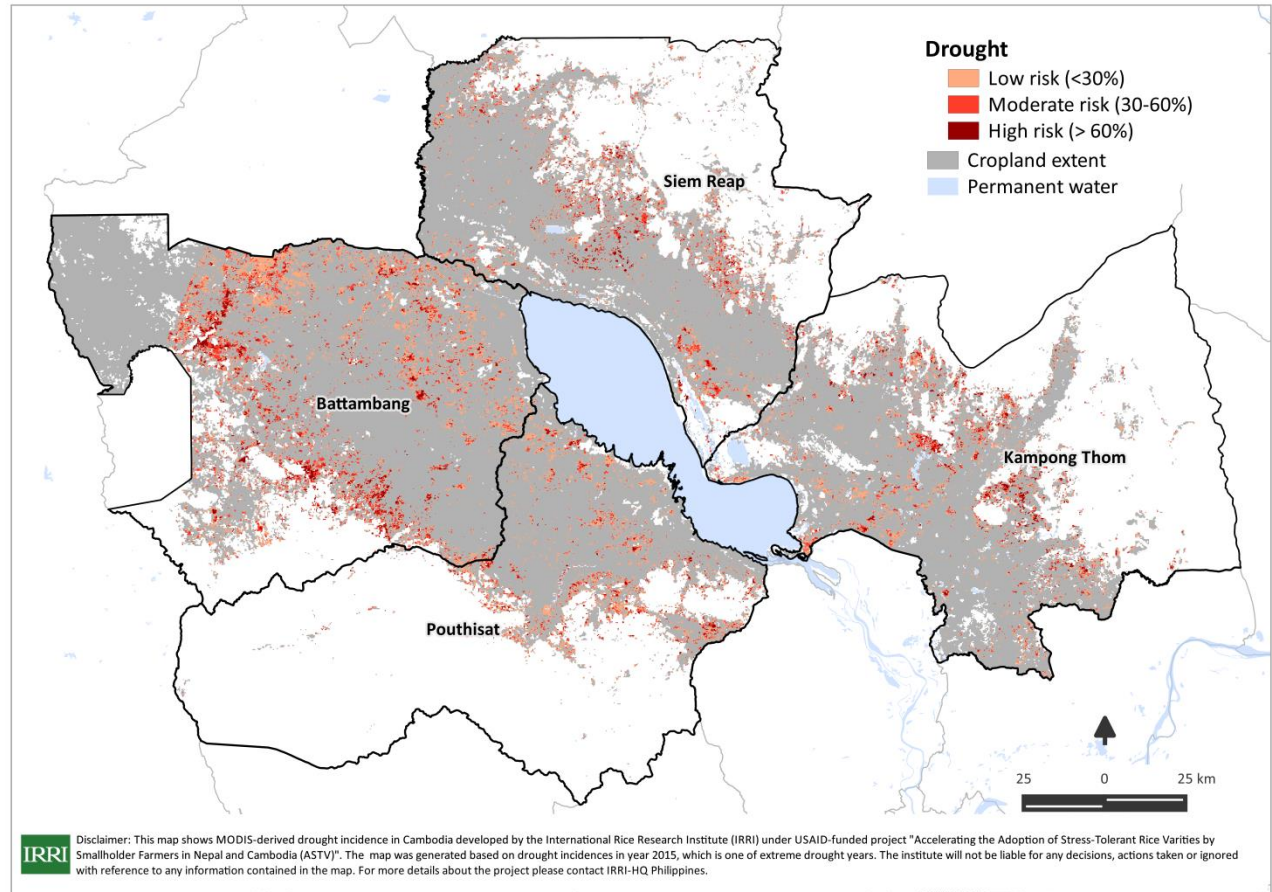 Drought
Low risk (<30%)
Moderate risk (30-60%)
High risk (> 60%)
Cropland extent
Permanent water
Siem Reap
Battambang
Kampong Thom
Pouthisat
25 0 25 km
IRRI
Disclaimer: This map shows MODIS-derived drought incidence in Cambodia developed by the International Rice Research Institute (IRRI) under USAID-funded project "Accelerating the Adoption of Stress-Tolerant Rice Varities by
Smallholder Farmers in Nepal and Cambodia (ASTV)". The map was generated based on drought incidences in year 2015, which is one of extreme drought years. The institute will not be liable for any decisions, actions taken or ignored
with reference to any information contained in the map. For more details about the project please contact IRRI-HQ Philippines.